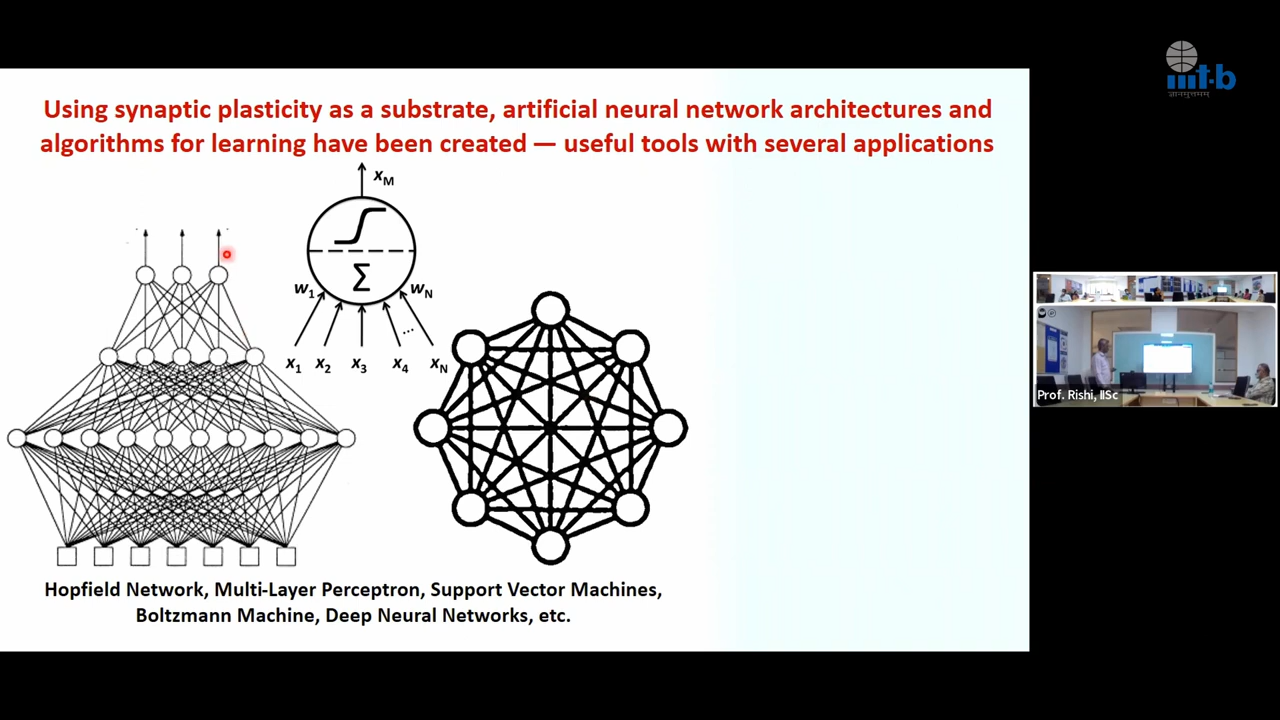 iiit-b
ज्ञानमुत्तमम्
Using synaptic plasticity as a substrate, artificial neural network architectures and
algorithms for learning have been created — useful tools with several applications
xM
Σ
w1 wN
...
x1 x2 x3 x4 xN
Hopfield Network, Multi-Layer Perceptron, Support Vector Machines,
Boltzmann Machine, Deep Neural Networks, etc.
Prof. Rishi, IISc